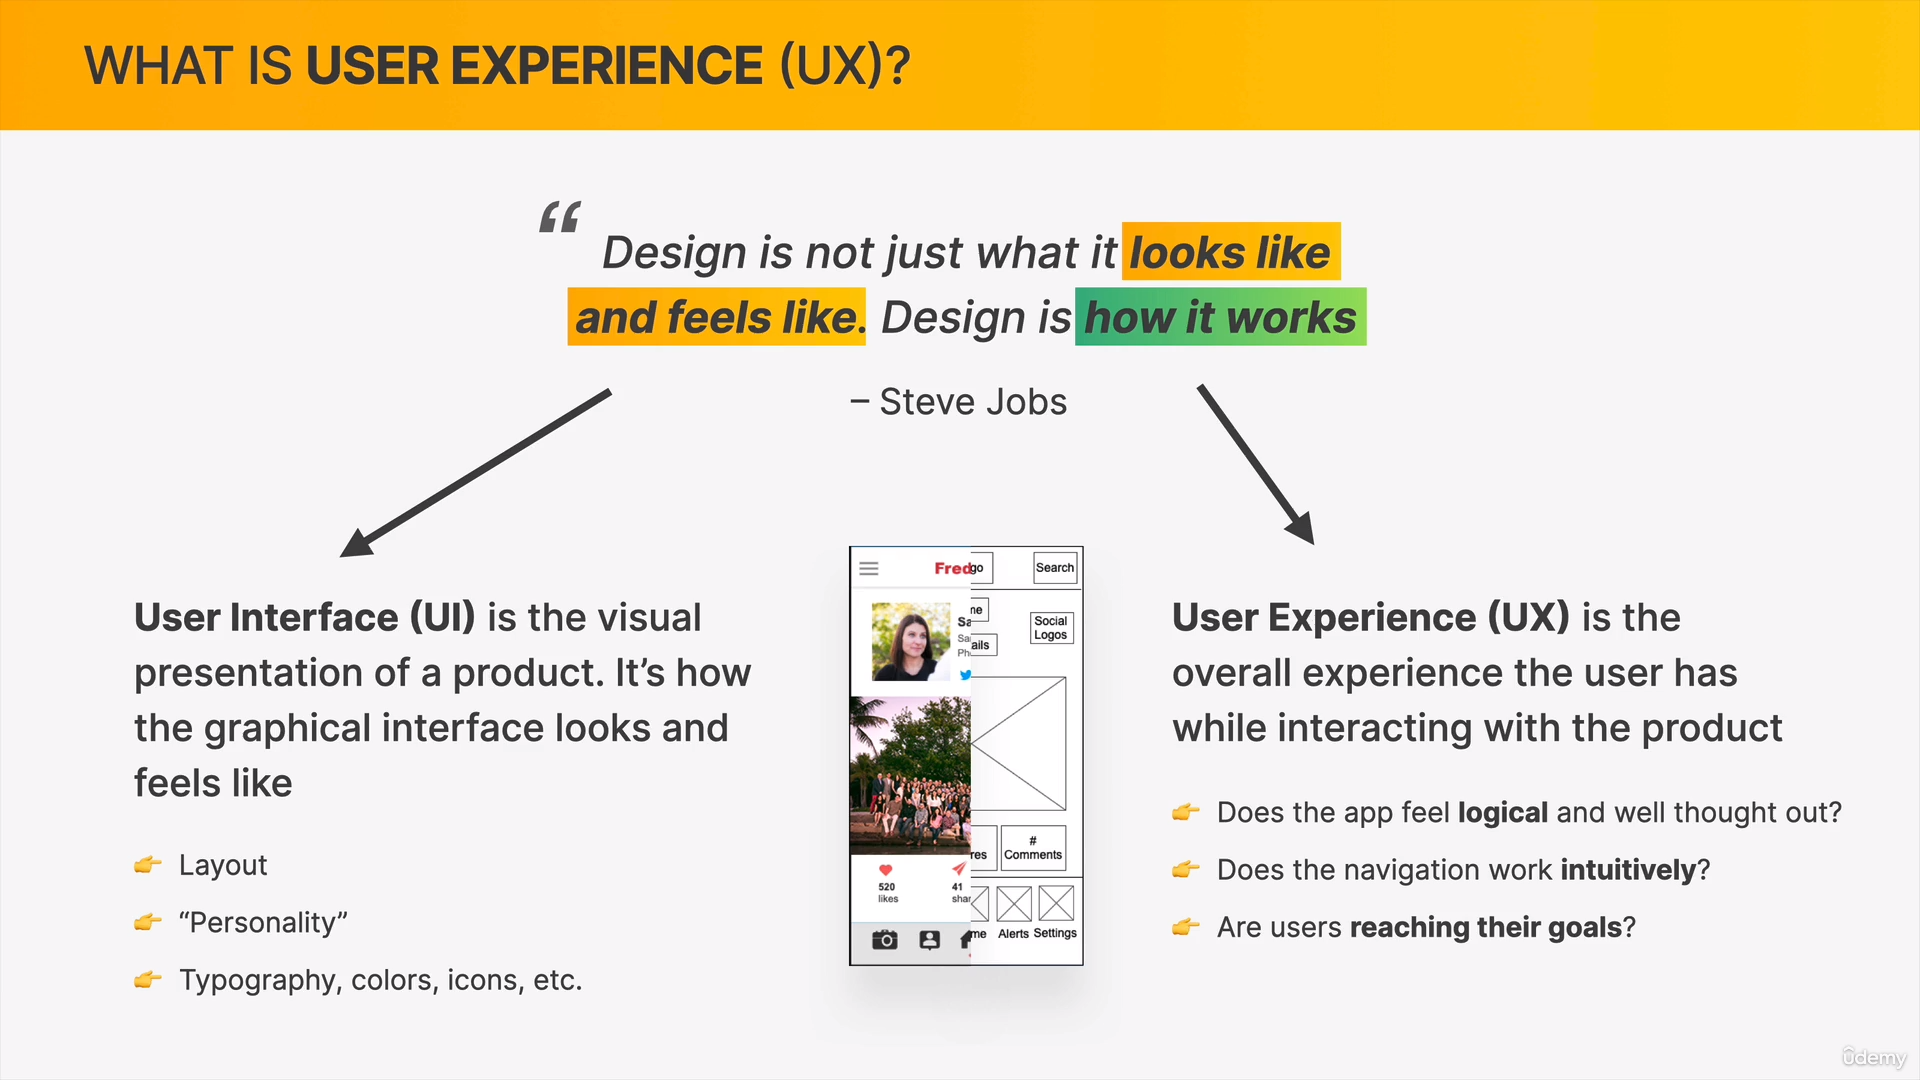 WHAT IS USER EXPERIENCE (UX)?
“ Design is not just what it looks like
and feels like. Design is how it works
– Steve Jobs
User Interface (UI) is the visual
presentation of a product. It’s how
the graphical interface looks and
feels like
👉 Layout
👉 “Personality”
👉 Typography, colors, icons, etc.
Fred go Search
Sa me
Sa
Ph ails
Social
Logos
#
res Comments
520 41
likes shar
me Alerts Settings
User Experience (UX) is the
overall experience the user has
while interacting with the product
👉 Does the app feel logical and well thought out?
👉 Does the navigation work intuitively?
👉 Are users reaching their goals?
ûdemy